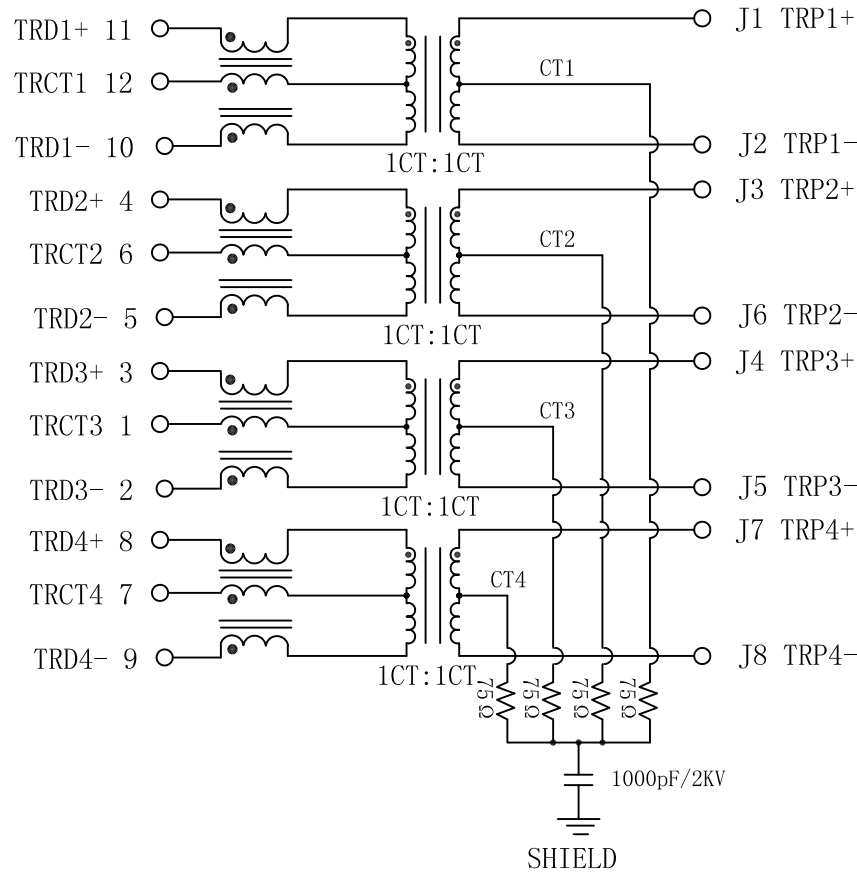 TRD1+ 11
J1 TRP1+
TRCT1 12
CT1
TRD1- 10
J2 TRP1-
1CT:1CT
TRD2+ 4
J3 TRP2+
TRCT2 6
CT2
TRD2- 5
J6 TRP2-
1CT:1CT
TRD3+ 3
J4 TRP3+
TRCT3 1
CT3
TRD3- 2
J5 TRP3-
1CT:1CT
TRD4+ 8
J7 TRP4+
TRCT4 7
CT4
TRD4- 9
J8 TRP4-
1CT:1CT
75Ω
75Ω
75Ω
75Ω
1000pF/2KV
SHIELD